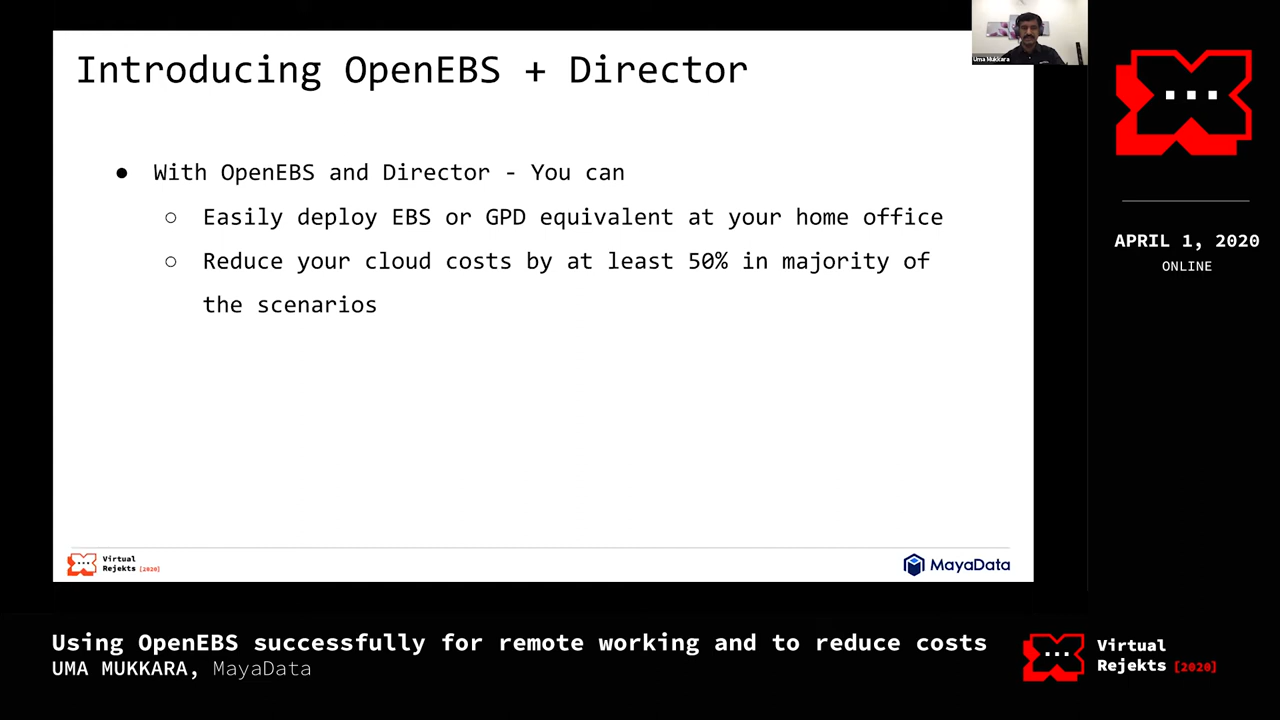 Introducing OpenEBS + Director
Uma Mukkara
● With OpenEBS and Director - You can
○ Easily deploy EBS or GPD equivalent at your home office
○ Reduce your cloud costs by at least 50% in majority of
the scenarios
APRIL 1, 2020
ONLINE
Virtual
Rejekts [2020]
MayaData
Using OpenEBS successfully for remote working and to reduce costs
UMA MUKKARA, MayaData
Virtual
Rejekts [2020]